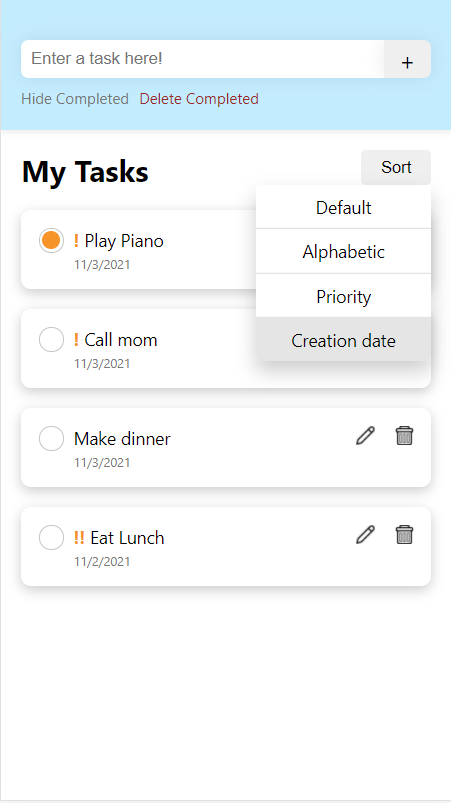 Enter a task here!
+
Hide Completed Delete Completed
My Tasks
Sort
Default
Alphabetic
Priority
Creation date
! Play Piano
11/3/2021
! Call mom
11/3/2021
Make dinner
11/3/2021
!! Eat Lunch
11/2/2021